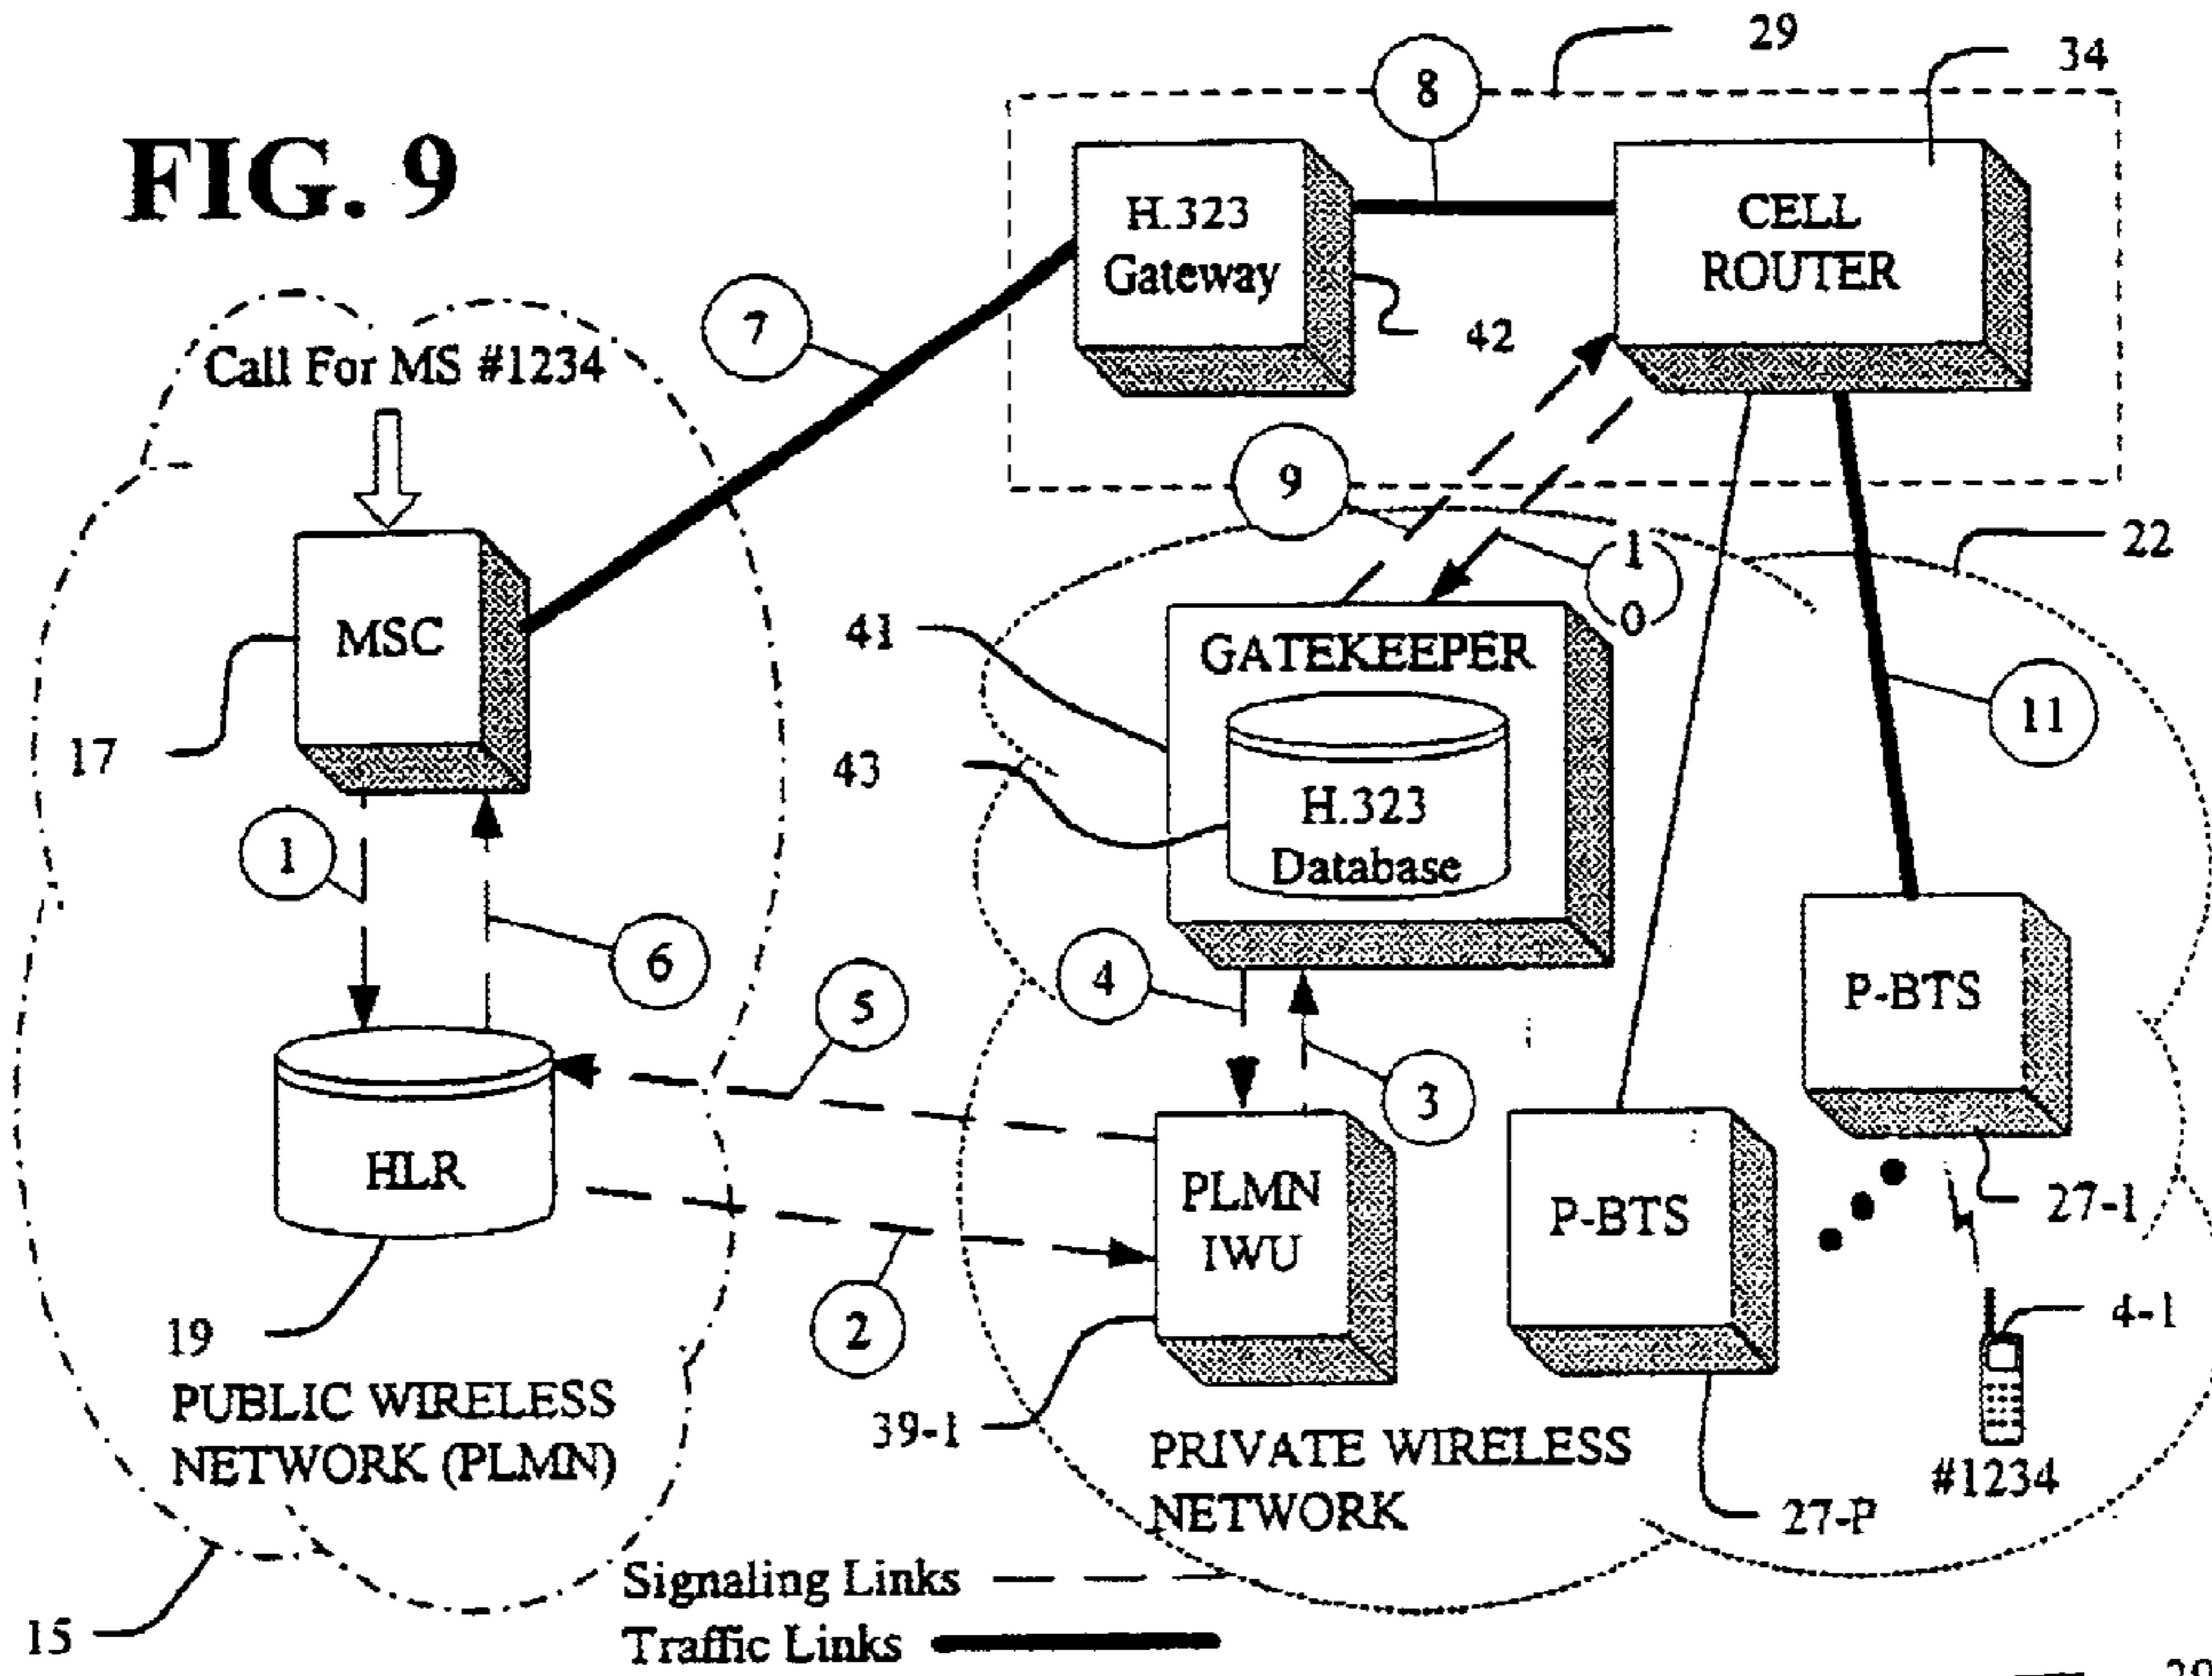 FIG. 9
29
34
8
H.323
Gateway
CELL
ROUTER
42
7
Call For MS #1234
9
1
0
22
MSC
17
41
GATEKEEPER
43
H.323
Database
11
1
6
4
5
3
P-BTS
HLR
PLMN
IWU
P-BTS
27-1
2
19
4-1
39-1
#1234
27-P
PUBLIC WIRELESS
NETWORK (PLMN)
PRIVATE WIRELESS
NETWORK
15
Signaling Links
Traffic Links